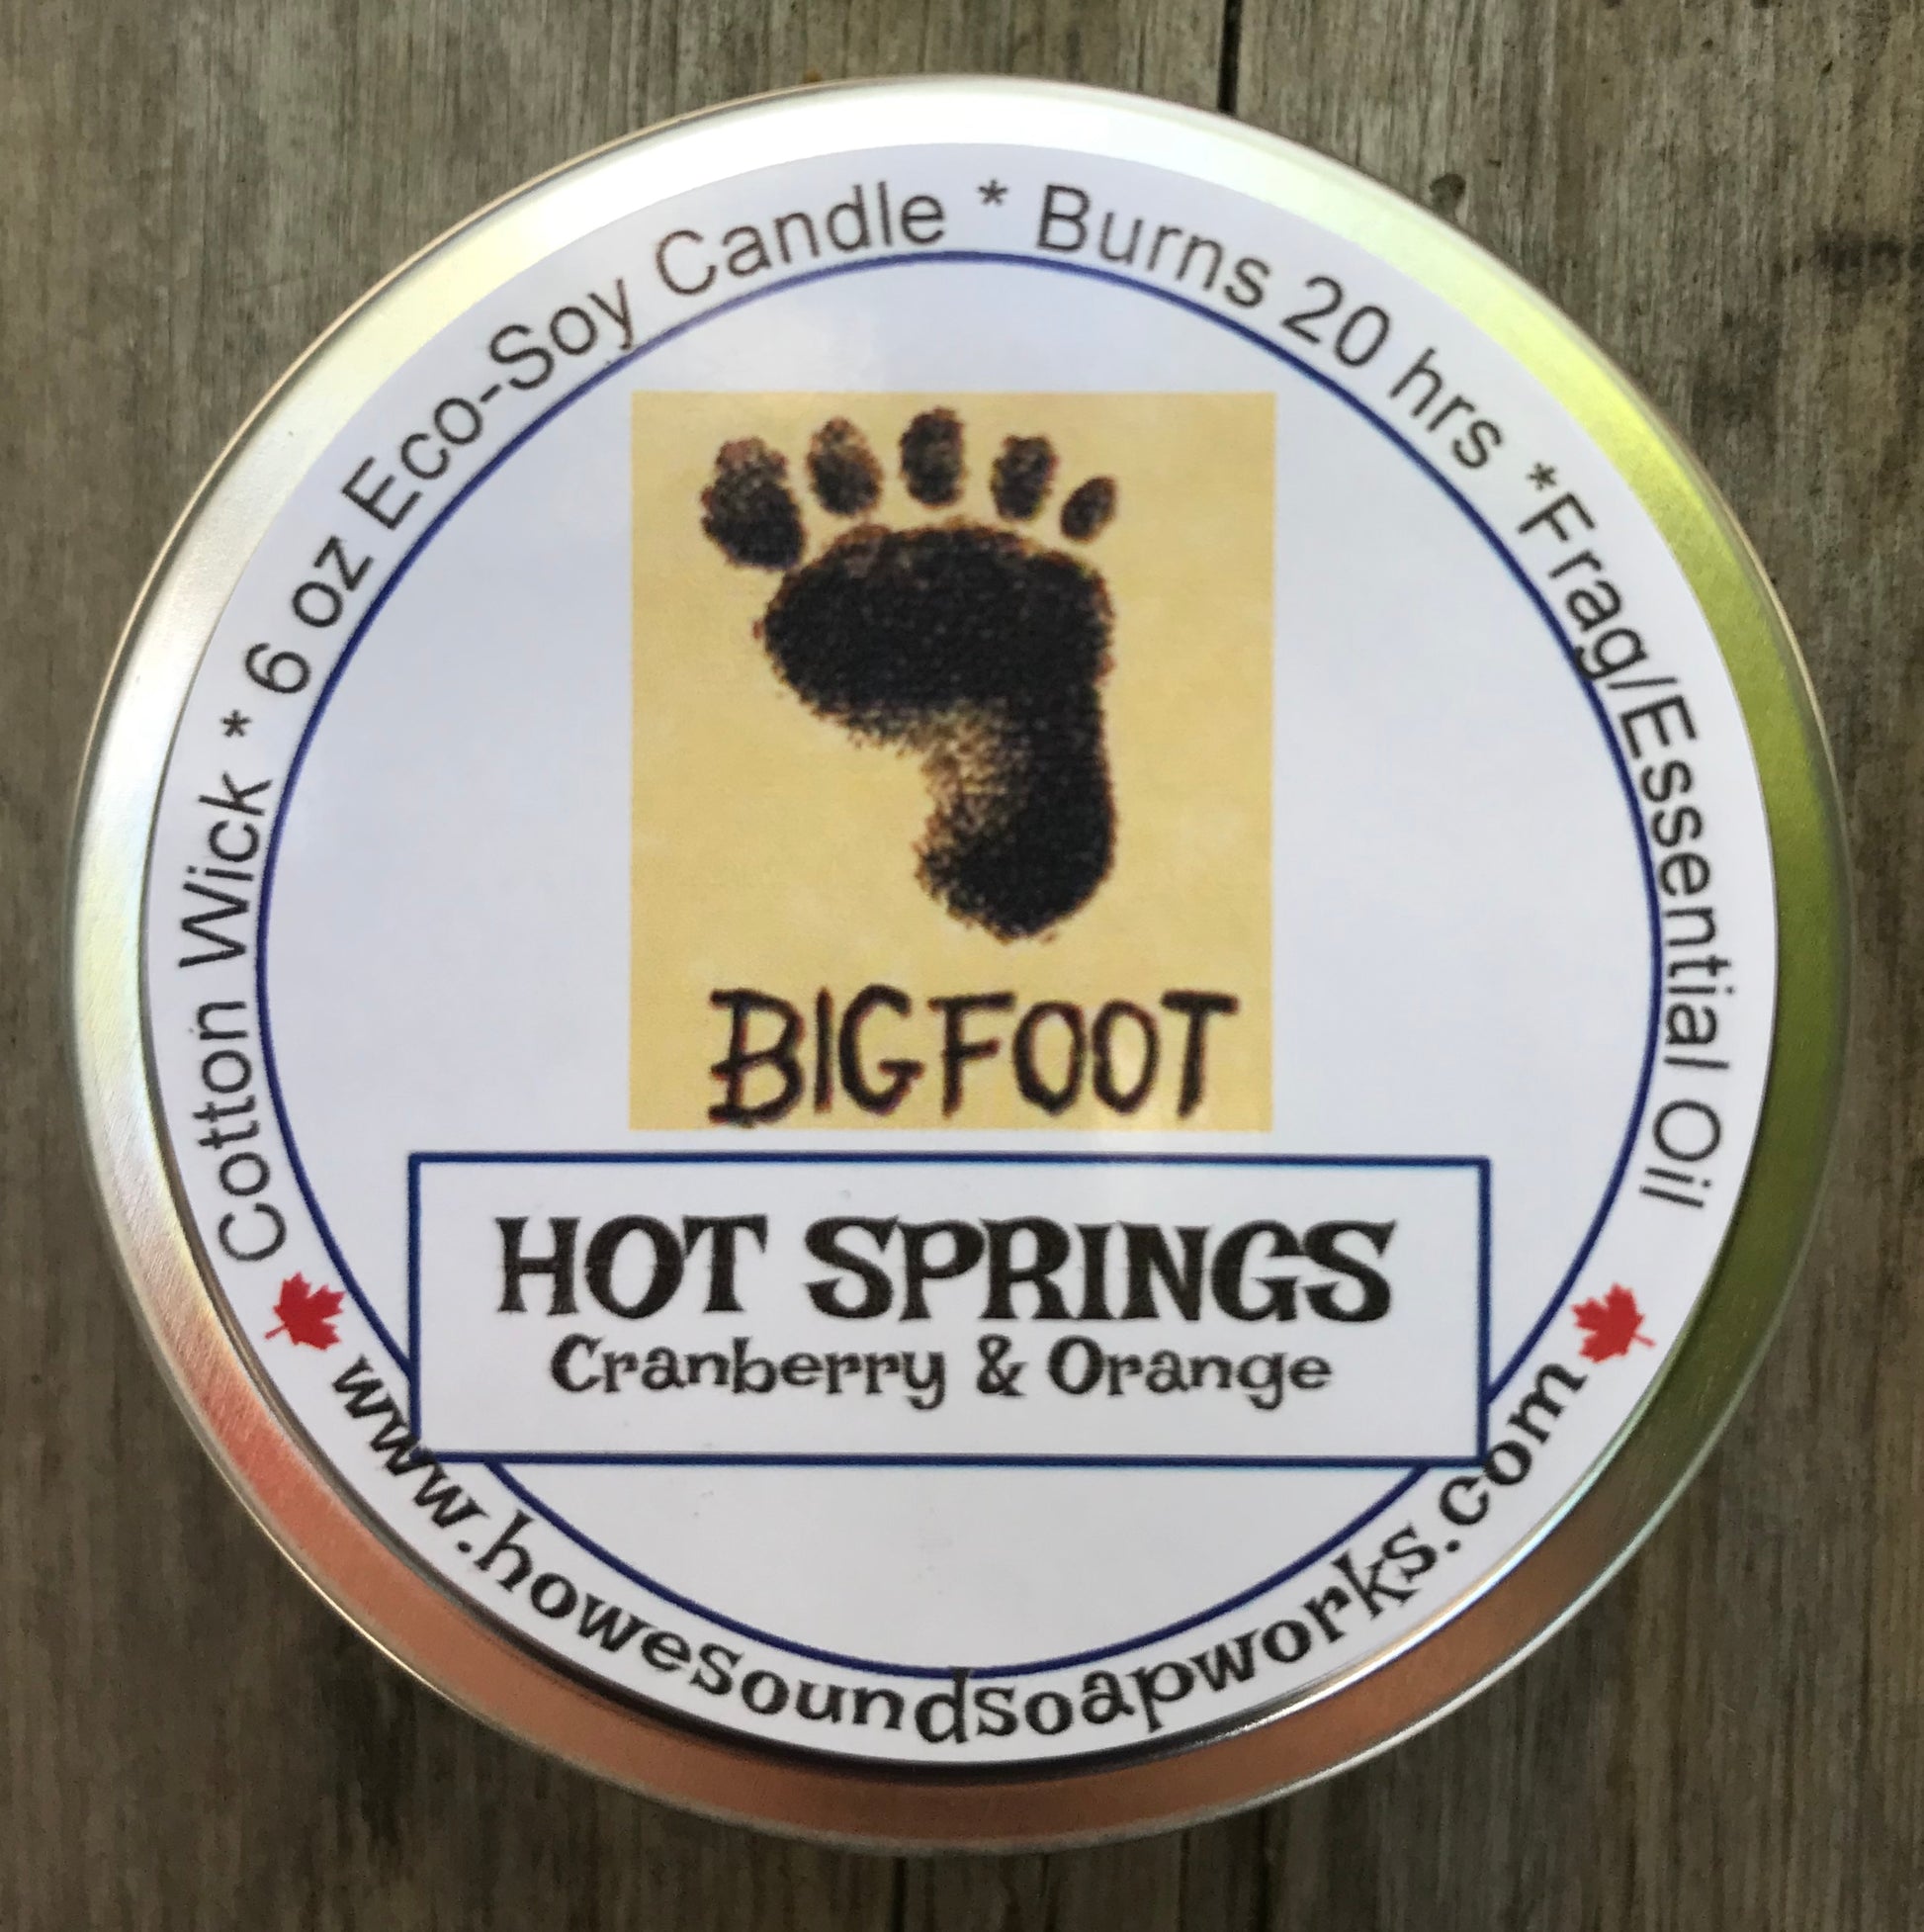 Cotton Wick * 6 oz Eco-Soy Candle * Burns 20 hrs *Frag/Essential Oil
BIGFOOT
HOT SPRINGS
Cranberry & Orange
www.howesoundsoapworks.com